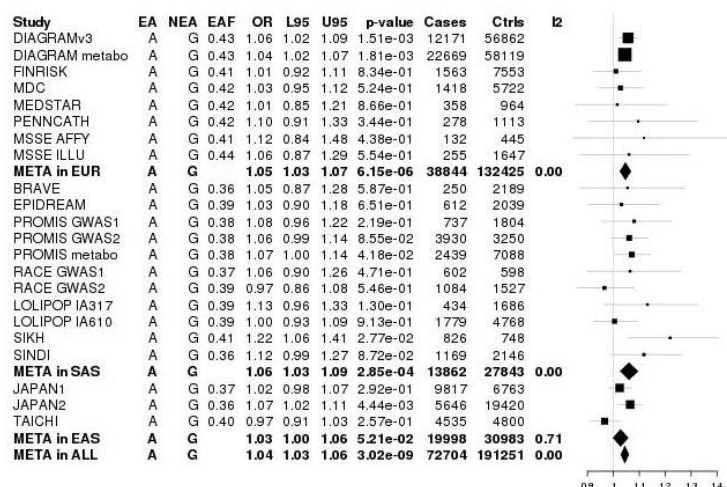 Study EA NEA EAF OR L95 U95 p-value Cases Ctrls I2
DIAGRAMv3 A G 0.43 1.06 1.02 1.09 1.51e-03 12171 56862
DIAGRAM metabo A G 0.43 1.04 1.02 1.07 1.81e-03 22669 58119
FINRISK A G 0.41 1.01 0.92 1.11 8.34e-01 1563 7553
MDC A G 0.42 1.03 0.95 1.12 5.24e-01 1418 5722
MEDSTAR A G 0.42 1.01 0.85 1.21 8.66e-01 358 964
PENNCATH A G 0.42 1.10 0.91 1.33 3.44e-01 278 1113
MSSE AFFY A G 0.41 1.12 0.84 1.48 4.38e-01 132 445
MSSE ILLU A G 0.44 1.06 0.87 1.29 5.54e-01 255 1647
META in EUR A G 1.05 1.03 1.07 6.15e-06 38844 132425 0.00
BRAVE A G 0.36 1.05 0.87 1.28 5.87e-01 250 2189
EPIDREAM A G 0.39 1.03 0.90 1.18 6.51e-01 612 2039
PROMIS GWAS1 A G 0.38 1.08 0.96 1.22 2.19e-01 737 1804
PROMIS GWAS2 A G 0.38 1.06 0.99 1.14 8.55e-02 3930 3250
PROMIS metabo A G 0.38 1.07 1.00 1.14 4.18e-02 2439 7088
RACE GWAS1 A G 0.37 1.06 0.90 1.26 4.71e-01 602 598
RACE GWAS2 A G 0.39 0.97 0.86 1.08 5.46e-01 1084 1527
LOLIPOP IA317 A G 0.39 1.13 0.96 1.33 1.30e-01 434 1686
LOLIPOP IA610 A G 0.39 1.00 0.93 1.09 9.13e-01 1779 4768
SIKH A G 0.41 1.22 1.06 1.41 2.77e-02 826 748
SINDI A G 0.36 1.12 0.99 1.27 8.72e-02 1169 2146
META in SAS A G 1.06 1.03 1.09 2.85e-04 13862 27843 0.00
JAPAN1 A G 0.37 1.02 0.98 1.07 2.92e-01 9817 6763
JAPAN2 A G 0.36 1.07 1.02 1.11 4.44e-03 5646 19420
TAICHI A G 0.40 0.97 0.91 1.03 2.57e-01 4535 4800
META in EAS A G 1.03 1.00 1.06 5.21e-02 19998 30983 0.71
META in ALL A G 1.04 1.03 1.06 3.02e-09 72704 191251 0.00
0.9 1 1.1 1.2 1.3 1.4